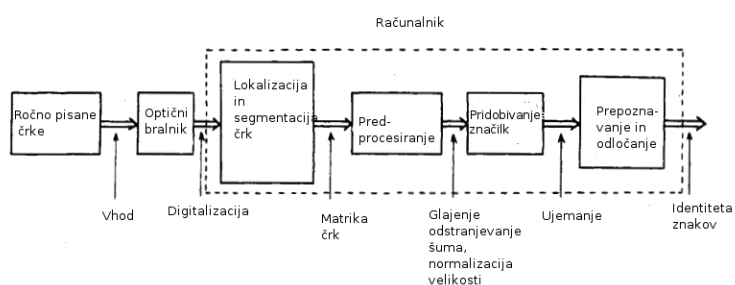 Računalnik
Ročno pisane
črke
Optični
bralnik
Lokalizacija
in
segmentacija
črk
Pred-
procesiranje
Pridobivanje
značilk
Prepozna-
vanje in
odločanje
Vhod
Digitalizacija
Matrika
črk
Glajenje
odstranjevanje
šuma,
normalizacija
velikosti
Ujemanje
Identiteta
znakov